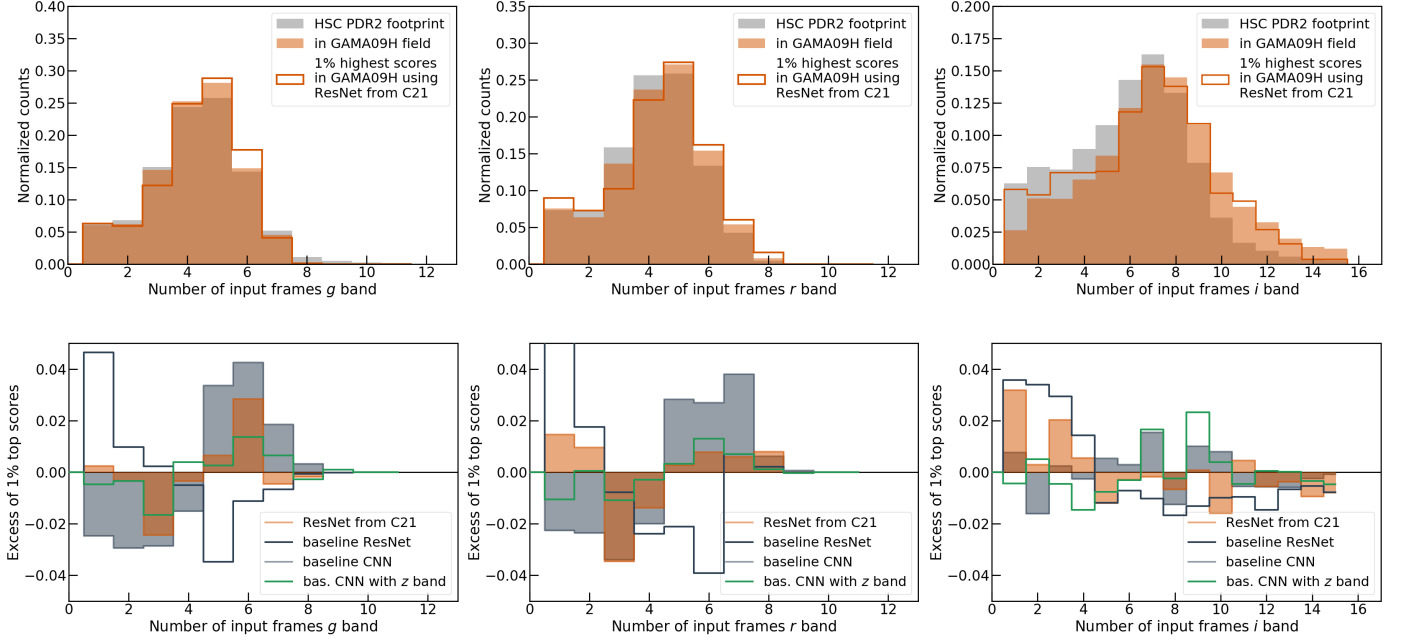 0.40
0.30
0.25
0.20
0.15
0.10
0.05
0.00
0 2 4 6 8 10 12
Normalized counts
Number of input frames g band
HSC PDR2 footprint
in GAMA09H field
1% highest scores
in GAMA09H using
ResNet from C21
0.35
0.30
0.25
0.20
0.15
0.10
0.05
0.00
0 2 4 6 8 10 12
Normalized counts
Number of input frames r band
HSC PDR2 footprint
in GAMA09H field
1% highest scores
in GAMA09H using
ResNet from C21
0.200
0.175
0.150
0.125
0.100
0.075
0.050
0.025
0.000
0 2 4 6 8 10 12 14 16
Normalized counts
Number of input frames i band
HSC PDR2 footprint
in GAMA09H field
1% highest scores
in GAMA09H using
ResNet from C21
0.04
0.02
0.00
−0.02
−0.04
0 2 4 6 8 10 12
Excess of 1% top scores
Number of input frames g band
ResNet from C21
baseline ResNet
baseline CNN
bas. CNN with z band
0.04
0.02
0.00
−0.02
−0.04
0 2 4 6 8 10 12
Excess of 1% top scores
Number of input frames r band
ResNet from C21
baseline ResNet
baseline CNN
bas. CNN with z band
0.04
0.02
0.00
−0.02
−0.04
0 2 4 6 8 10 12 14 16
Excess of 1% top scores
Number of input frames i band
ResNet from C21
baseline ResNet
baseline CNN
bas. CNN with z band